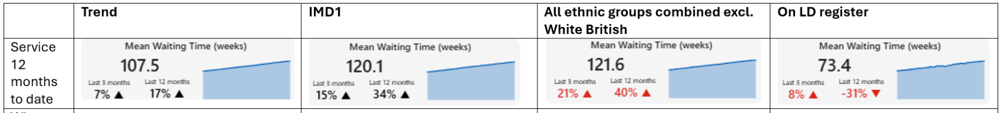 Trend
IMD1
All ethnic groups combined excl.
White British
On LD register
Service
12
months
to date
Mean Waiting Time (weeks)
107.5
Last 3 months Last 12 months
7% ▲ 17% ▲
Mean Waiting Time (weeks)
120.1
Last 3 months Last 12 months
15% ▲ 34% ▲
Mean Waiting Time (weeks)
121.6
Last 3 months Last 12 months
21% ▲ 40% ▲
Mean Waiting Time (weeks)
73.4
Last 3 months Last 12 months
8% ▲ -31% ▼